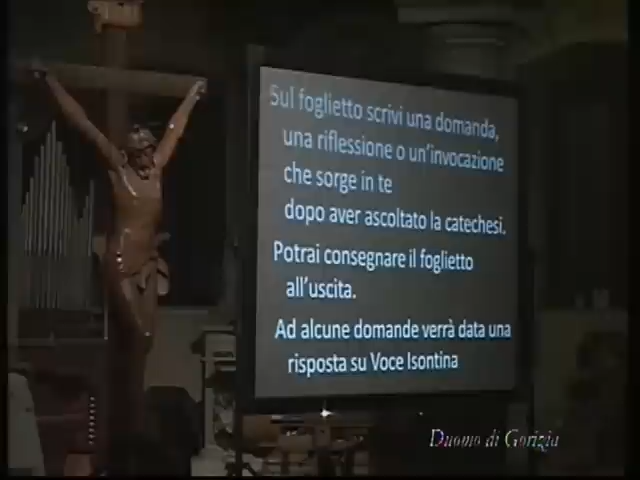 Sul foglietto scrivi una domanda,
una riflessione o un'invocazione
che sorge in te
dopo aver ascoltato la catechesi.
Potrai consegnare il foglietto
all'uscita.
Ad alcune domande verrà data una
risposta su Voce Isontina
Duomo di Gorizia